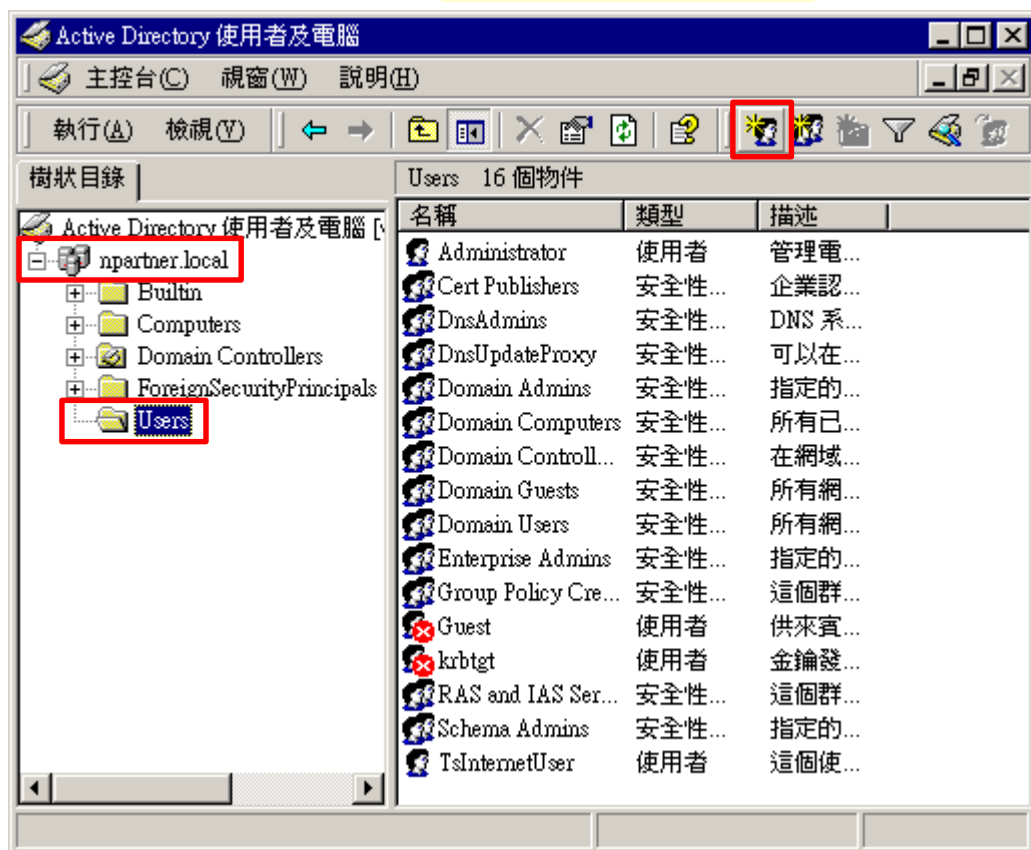 Active Directory 使用者及電腦
主控台(C) 視窗(W) 說明(H)
執行(A) 檢視(V)
樹狀目錄
Users 16 個物件
Active Directory 使用者及電腦 [
npartner.local
Builtin
Computers
Domain Controllers
ForeignSecurityPrincipals
Users
名稱 類型 描述
Administrator 使用者 管理電...
Cert Publishers 安全性... 企業認...
DnsAdmins 安全性... DNS 系...
DnsUpdateProxy 安全性... 可以在...
Domain Admins 安全性... 指定的...
Domain Computers 安全性... 所有已...
Domain Controll... 安全性... 在網域...
Domain Guests 安全性... 所有網...
Domain Users 安全性... 所有網...
Enterprise Admins 安全性... 指定的...
Group Policy Cre... 安全性... 這個群...
Guest 使用者 供來賓...
krbtgt 使用者 金鑰發...
RAS and IAS Ser... 安全性... 這個群...
Schema Admins 安全性... 指定的...
TsInternetUser 使用者 這個使...